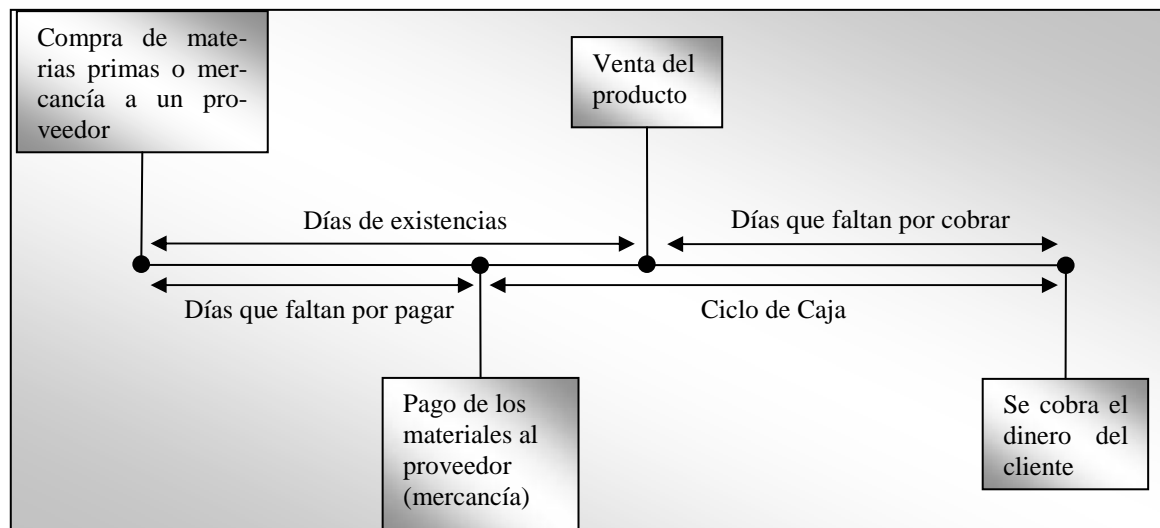 Compra de mate-
rias primas o mer-
cancía a un pro-
veedor
Venta del
producto
Días de existencias
Días que faltan por cobrar
Días que faltan por pagar
Ciclo de Caja
Pago de los
materiales al
proveedor
(mercancía)
Se cobra el
dinero del
cliente